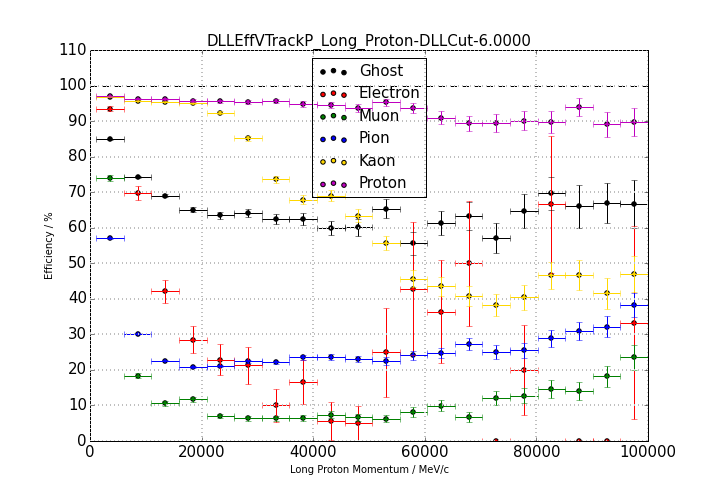 DLLEffVTrackP_Long_Proton-DLLCut-6.0000
110
100
90
80
70
60
50
40
30
20
10
0
Efficiency / %
Ghost
Electron
Muon
Pion
Kaon
Proton
0 20000 40000 60000 80000 100000
Long Proton Momentum / MeV/c